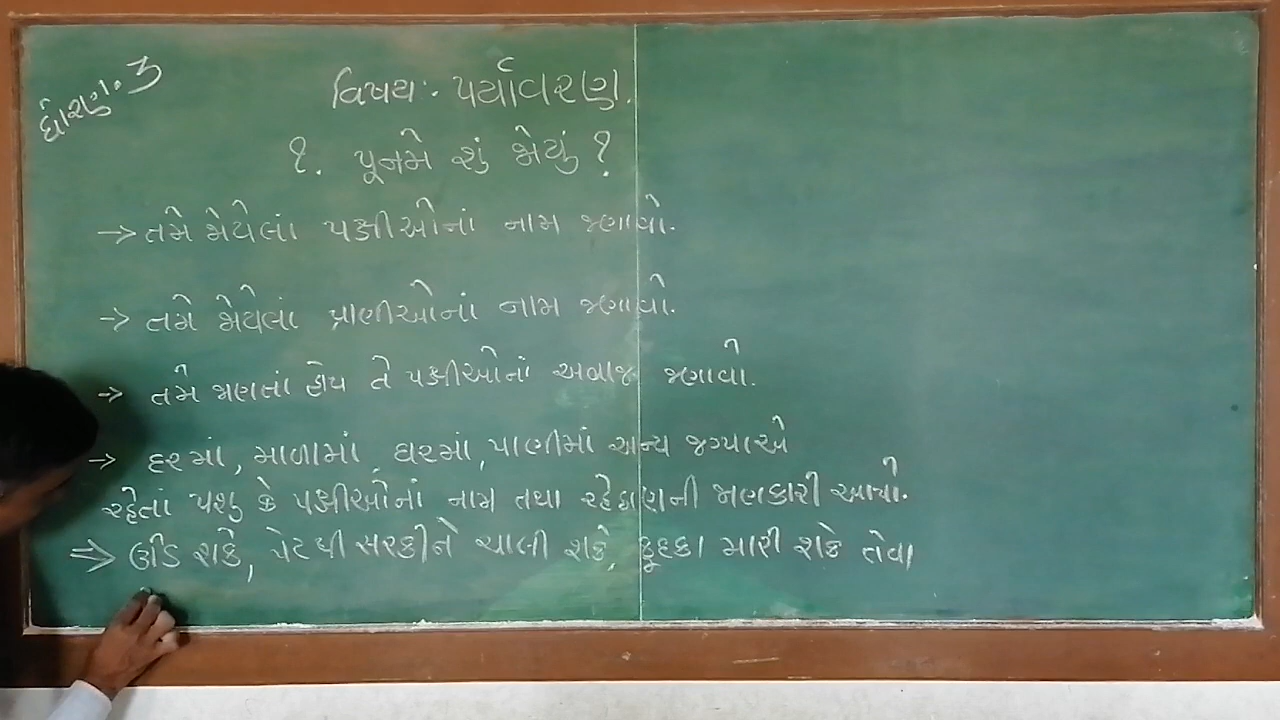 ધોરણ.૩
વિષય:- પર્યાવરણ.
૧. પૂનમે શું જોયું ?
→ તમે જોયેલાં પક્ષીઓનાં નામ જણાવો.
→ તમે જોયેલાં પ્રાણીઓનાં નામ જણાવો.
→ તમે જાણતાં હોય તે પક્ષીઓનાં અવાજ જણાવો.
→ દરમાં, માળામાં, ઘરમાં, પાણીમાં અન્ય જગ્યાએ
રહેતાં પશુ કે પક્ષીઓનાં નામ તથા રહેઠાણની જાણકારી આપો.
⇒ ઊડી શકે, પેટથી સરકીને ચાલી શકે, કૂદકા મારી શકે તેવા